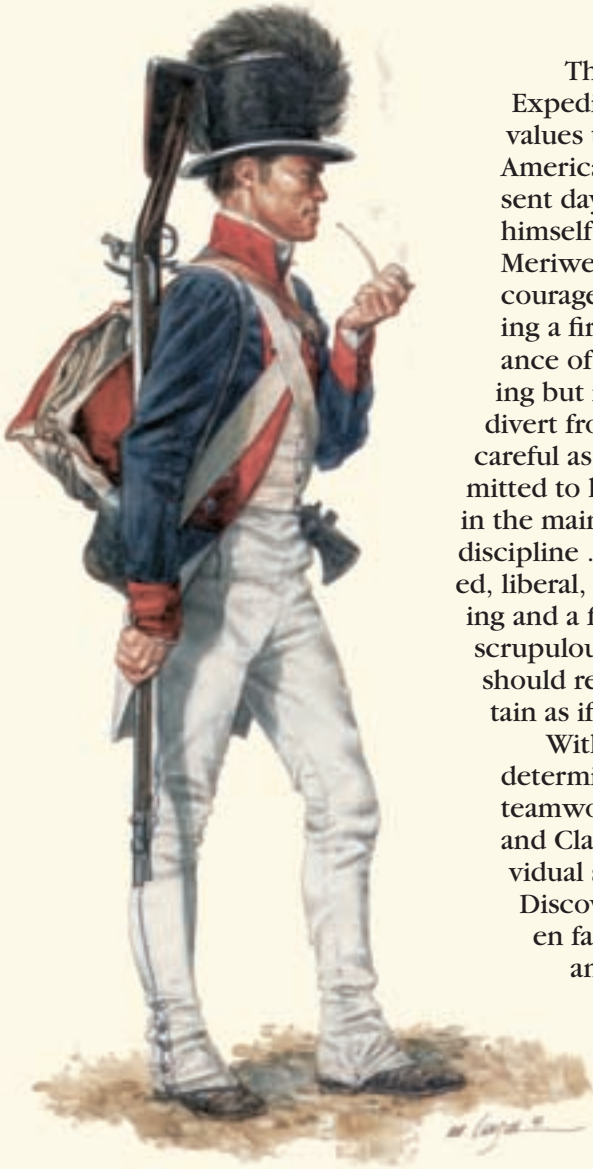 Th
Expedi
values t
America
sent day
himself
Meriwe
courage
ing a fir
ance of
ing but i
divert fro
careful as
mitted to l
in the main
discipline .
ed, liberal,
ing and a f
scrupulou
should re
tain as if
With
determi
teamwo
and Cla
vidual s
Discov
en fa
an